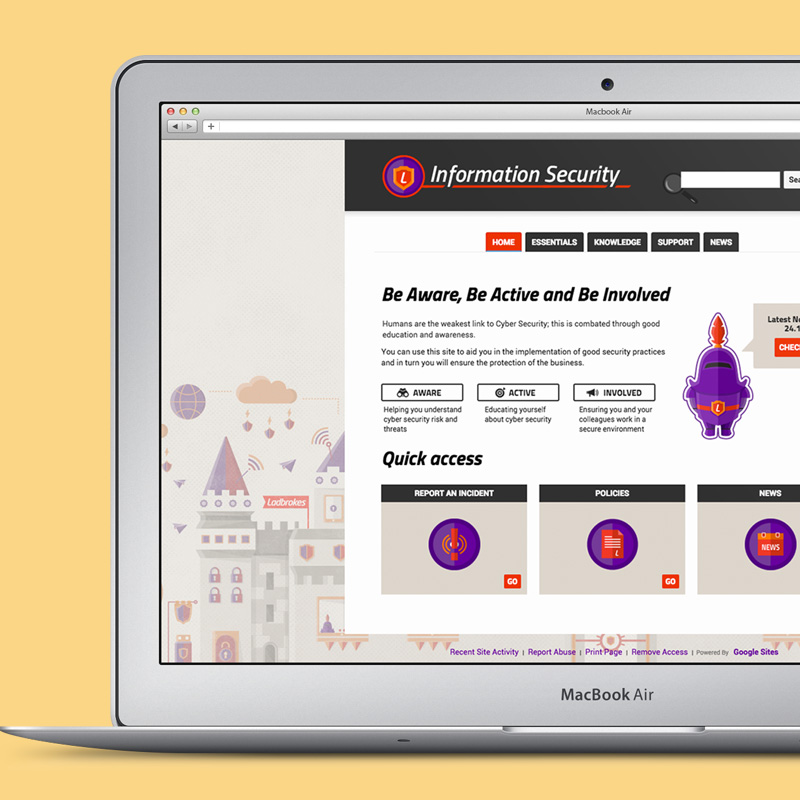 Macbook Air
L
Information Security
Sea
HOME
ESSENTIALS
KNOWLEDGE
SUPPORT
NEWS
Be Aware, Be Active and Be Involved
Humans are the weakest link to Cyber Security; this is combated through good
education and awareness.
You can use this site to aid you in the implementation of good security practices
and in turn you will ensure the protection of the business.
Latest Ne
24.1
CHEC
AWARE
ACTIVE
INVOLVED
Helping you understand
cyber security risk and
threats
Educating yourself
about cyber security
Ensuring you and your
colleagues work in a
secure environment
L
Quick access
REPORT AN INCIDENT
POLICIES
NEWS
L
NEWS
GO
GO
Ladbrokes
Recent Site Activity | Report Abuse | Print Page | Remove Access | Powered By Google Sites
MacBook Air